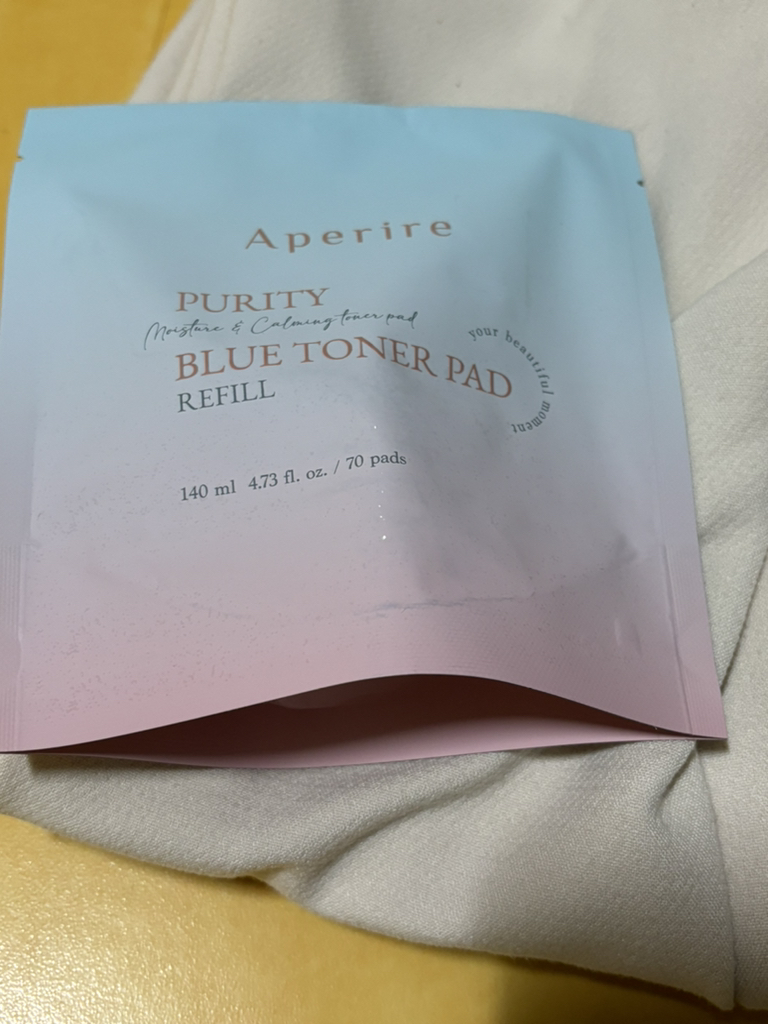 Aperire
PURITY
Moisture & Calming toner pad
BLUE TONER PAD
REFILL
your beautiful moment
140 ml 4.73 fl. oz. / 70 pads